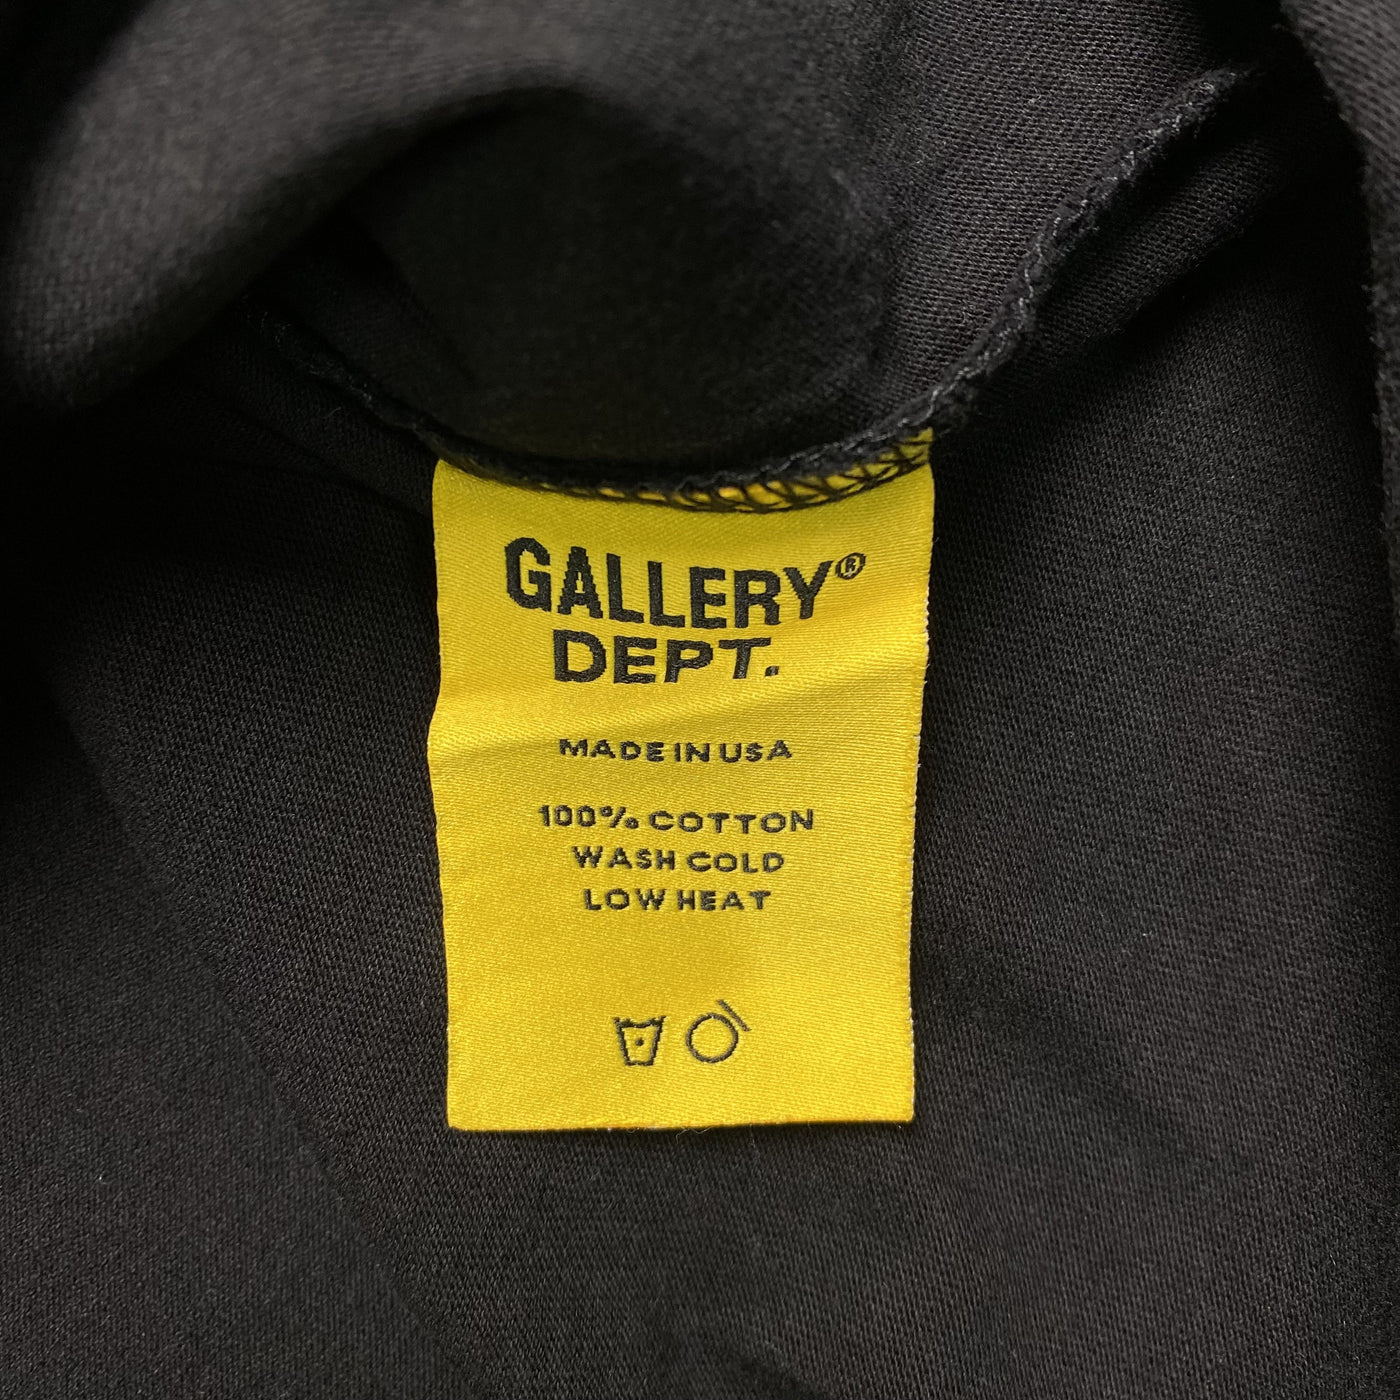 GALLERY®
DEPT.
MADE IN USA
100% COTTON
WASH COLD
LOW HEAT